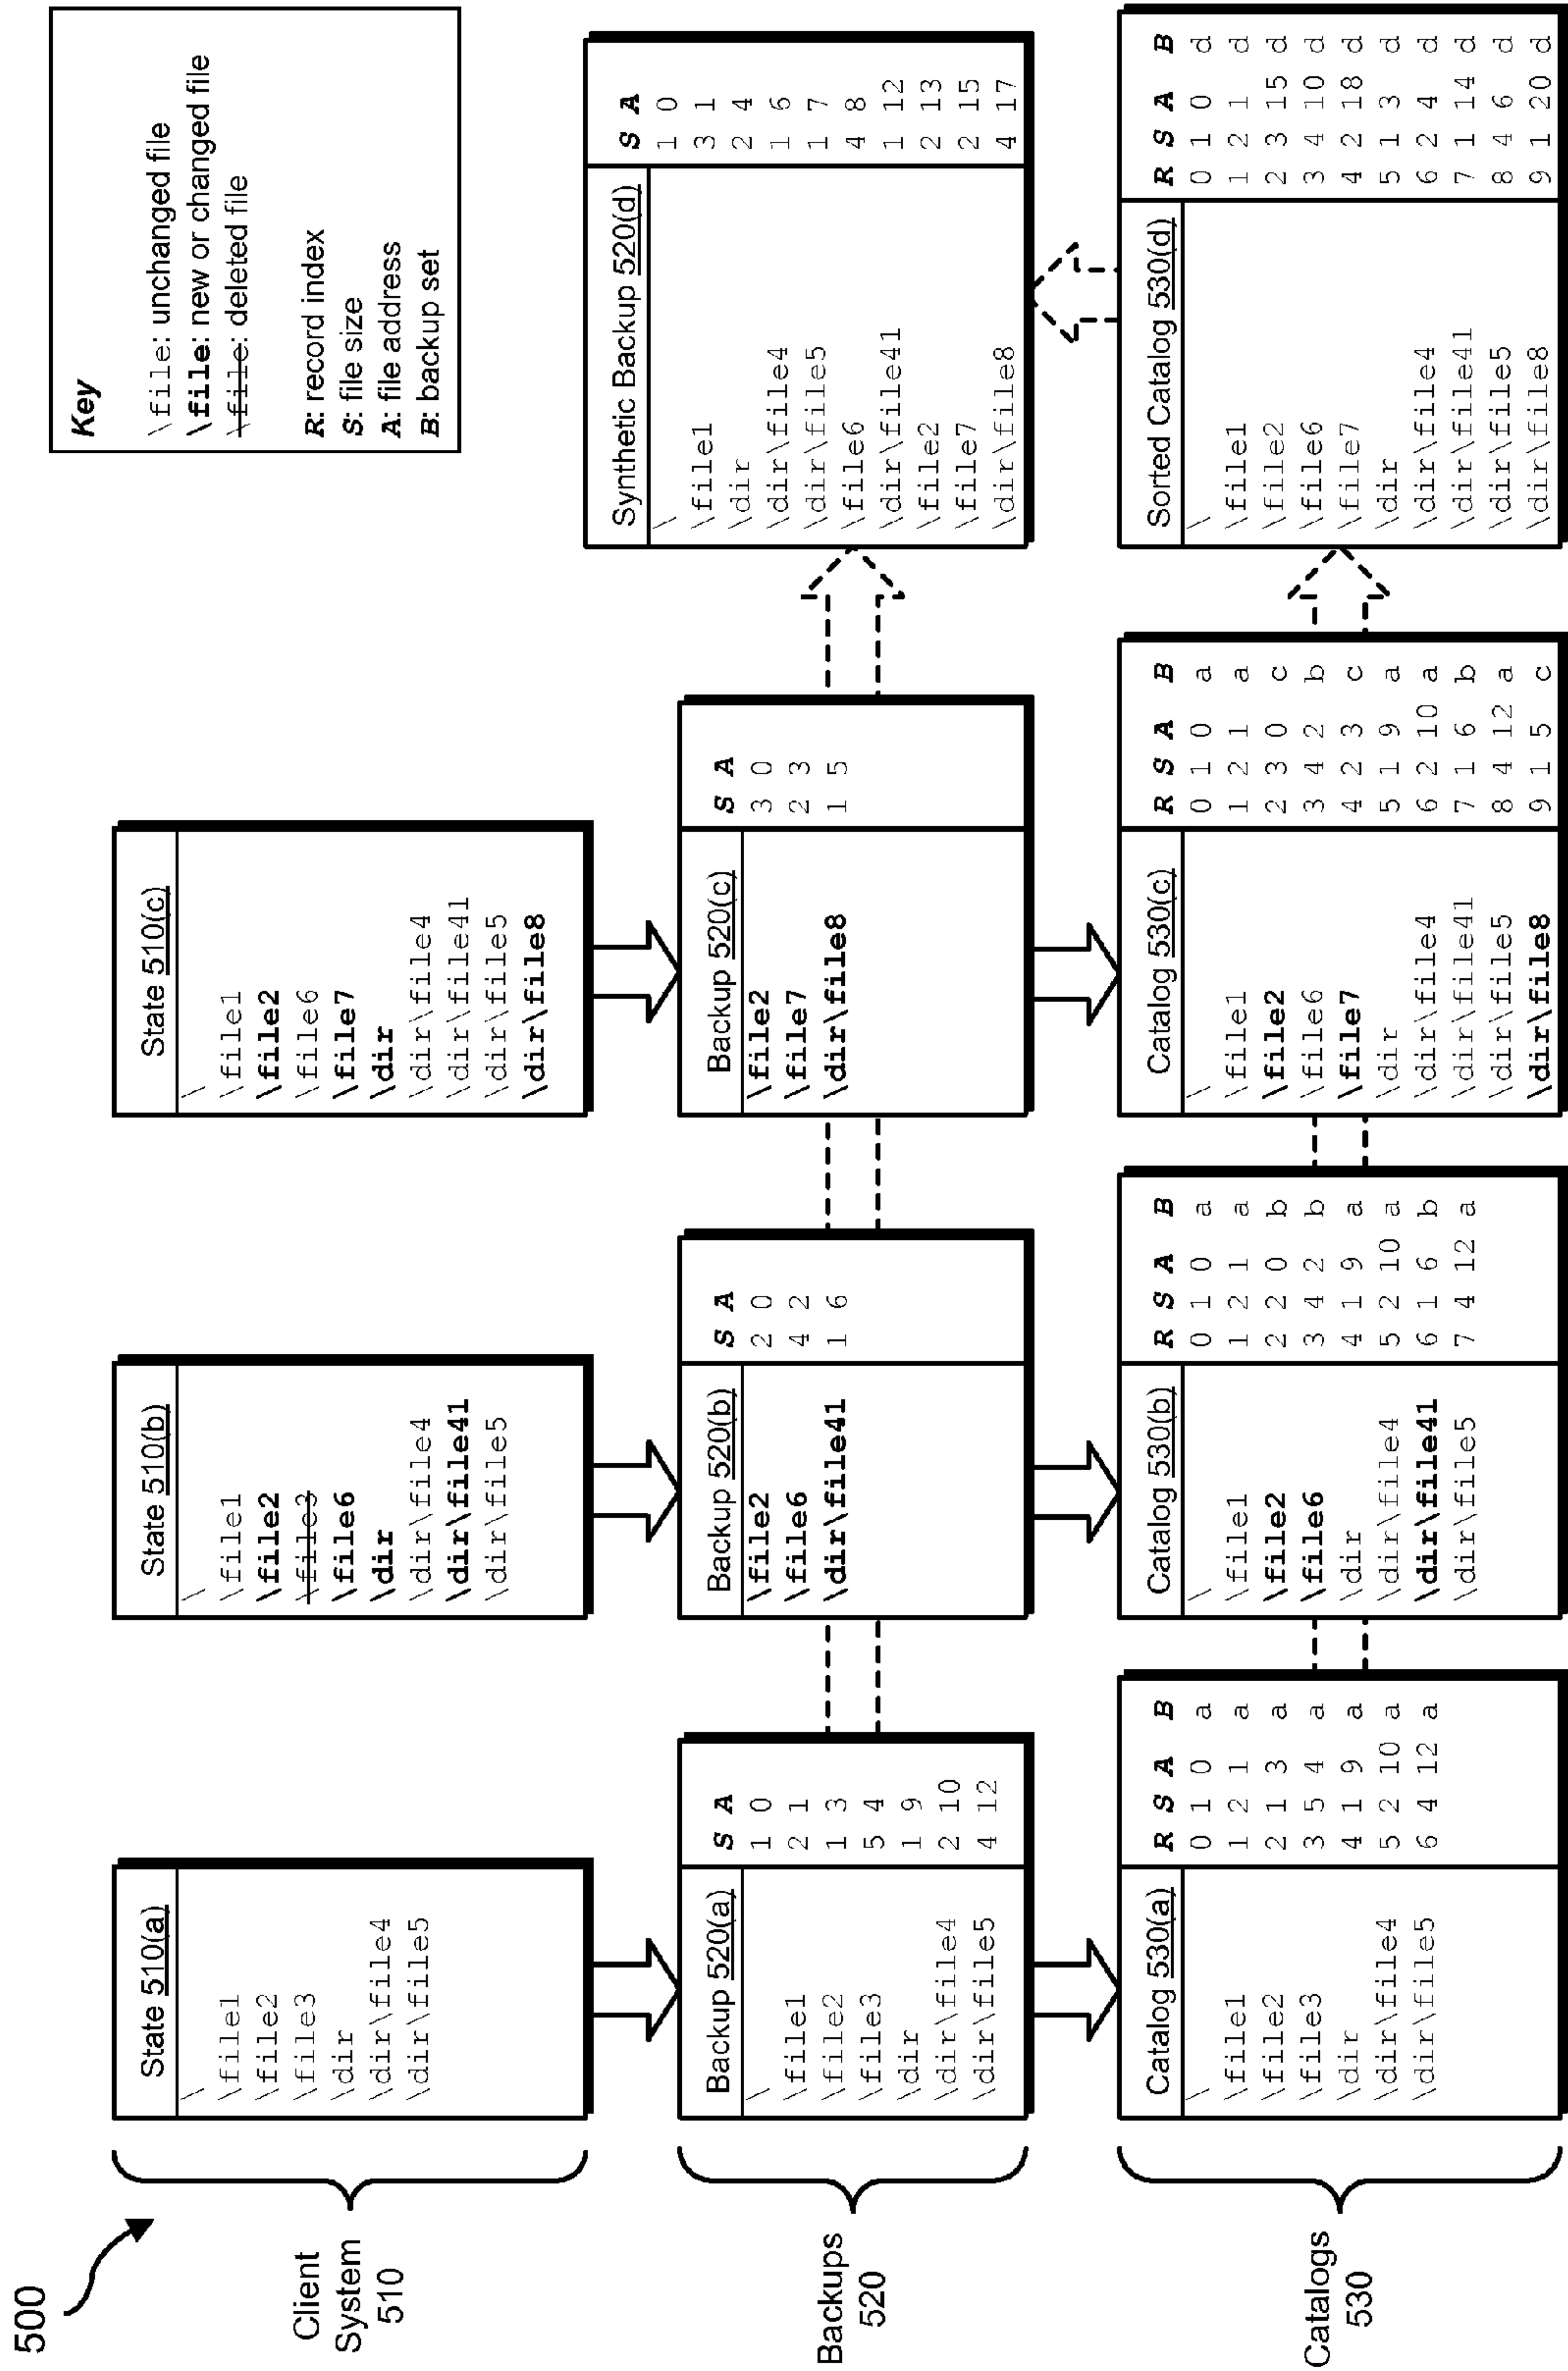 500
Key
\file: unchanged file
\file: new or changed file
\file: deleted file
R: record index
S: file size
A: file address
B: backup set
Client
System
510
State 510(a)
\
\file1
\file2
\file3
\dir
\dir\file4
\dir\file5
State 510(b)
\
\file1
\file2
\file3
\file6
\dir
\dir\file4
\dir\file41
\dir\file5
State 510(c)
\
\file1
\file2
\file6
\file7
\dir
\dir\file4
\dir\file41
\dir\file5
\dir\file8
Backups
520
Backup 520(a) S A
\ 1 0
\file1 2 1
\file2 1 3
\file3 5 4
\dir 1 9
\dir\file4 2 10
\dir\file5 4 12
Backup 520(b) S A
\file2 2 0
\file6 4 2
\dir\file41 1 6
Backup 520(c) S A
\file2 3 0
\file7 2 3
\dir\file8 1 5
Synthetic Backup 520(d) S A
\ 1 0
\file1 3 1
\dir 2 4
\dir\file4 1 6
\dir\file5 1 7
\file6 4 8
\dir\file41 1 12
\file2 2 13
\file7 2 15
\dir\file8 4 17
Catalogs
530
Catalog 530(a) R S A B
\ 0 1 0 a
\file1 1 2 1 a
\file2 2 1 3 a
\file3 3 5 4 a
\dir 4 1 9 a
\dir\file4 5 2 10 a
\dir\file5 6 4 12 a
Catalog 530(b) R S A B
\ 0 1 0 a
\file1 1 2 1 a
\file2 2 2 0 b
\file6 3 4 2 b
\dir 4 1 9 a
\dir\file4 5 2 10 a
\dir\file41 6 1 6 b
\dir\file5 7 4 12 a
Catalog 530(c) R S A B
\ 0 1 0 a
\file1 1 2 1 a
\file2 2 3 0 c
\file6 3 4 2 b
\file7 4 2 3 c
\dir 5 1 9 a
\dir\file4 6 2 10 a
\dir\file41 7 1 6 b
\dir\file5 8 4 12 a
\dir\file8 9 1 5 c
Sorted Catalog 530(d) R S A B
\ 0 1 0 d
\file1 1 2 1 d
\file2 2 3 15 d
\file6 3 4 10 d
\file7 4 2 18 d
\dir 5 1 3 d
\dir\file4 6 2 4 d
\dir\file41 7 1 14 d
\dir\file5 8 4 6 d
\dir\file8 9 1 20 d